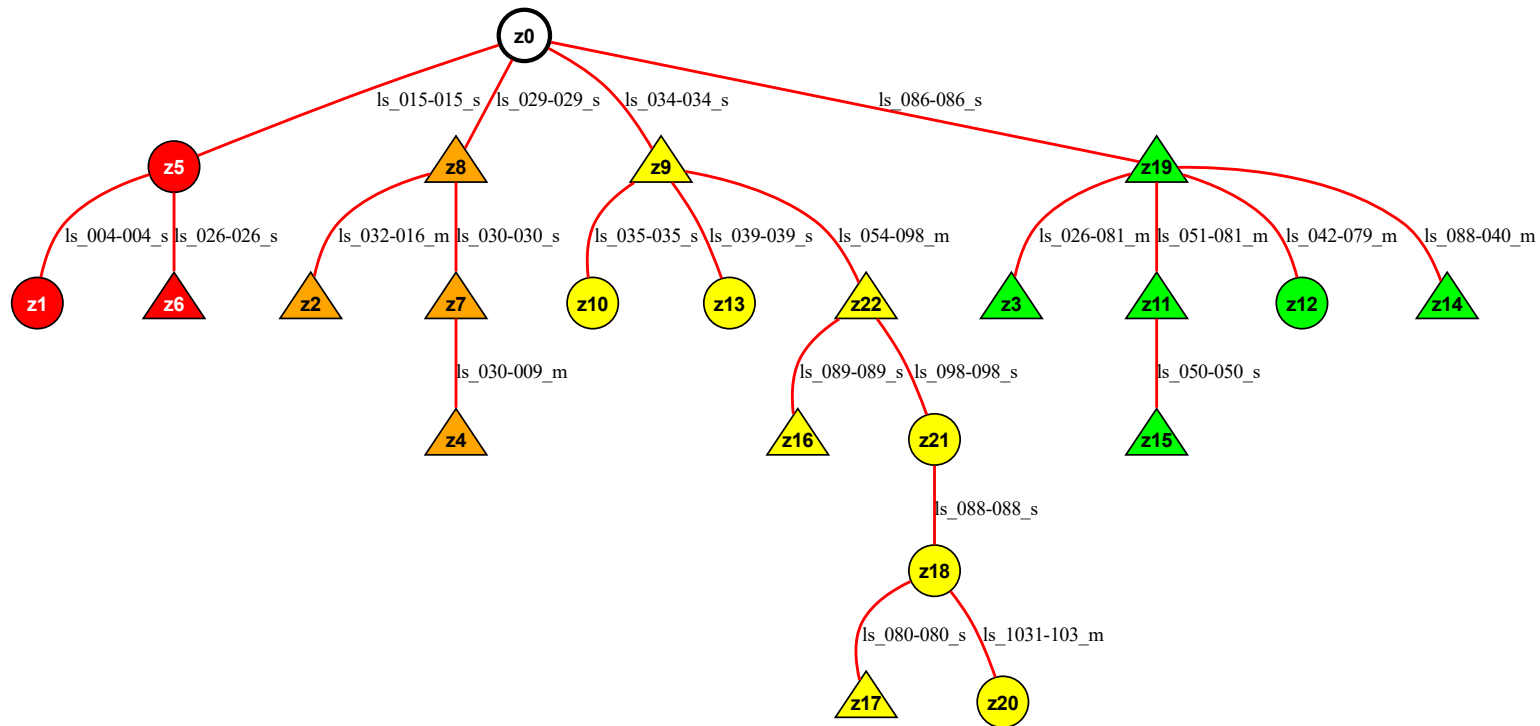 z0
ls_015-015_s
ls_029-029_s
ls_034-034_s
ls_086-086_s
z5
z8
z9
z19
ls_004-004_s
ls_026-026_s
ls_032-016_m
ls_030-030_s
ls_035-035_s
ls_039-039_s
ls_054-098_m
ls_026-081_m
ls_051-081_m
ls_042-079_m
ls_088-040_m
z1
z6
z2
z7
z10
z13
z22
z3
z11
z12
z14
ls_030-009_m
ls_089-089_s
ls_098-098_s
ls_050-050_s
z4
z16
z21
z15
ls_088-088_s
z18
ls_080-080_s
ls_1031-103_m
z17
z20